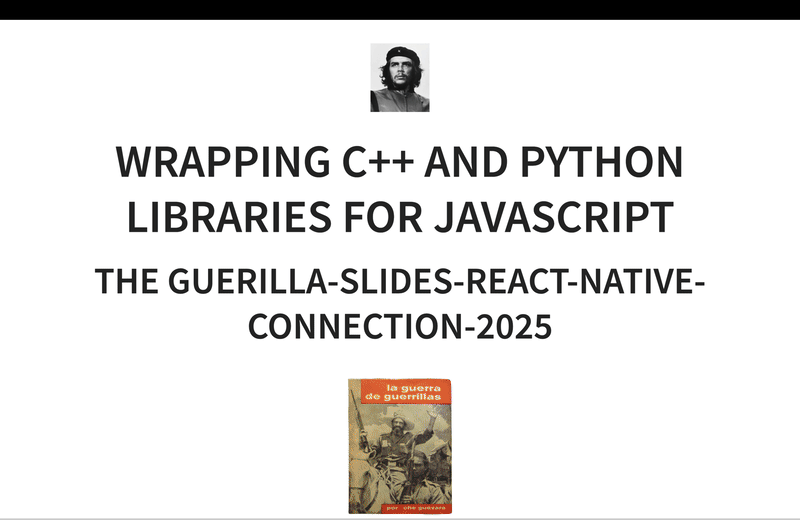 WRAPPING C++ AND PYTHON
LIBRARIES FOR JAVASCRIPT
THE GUERILLA-SLIDES-REACT-NATIVE-
CONNECTION-2025
la guerra
de guerrillas
por che guevara